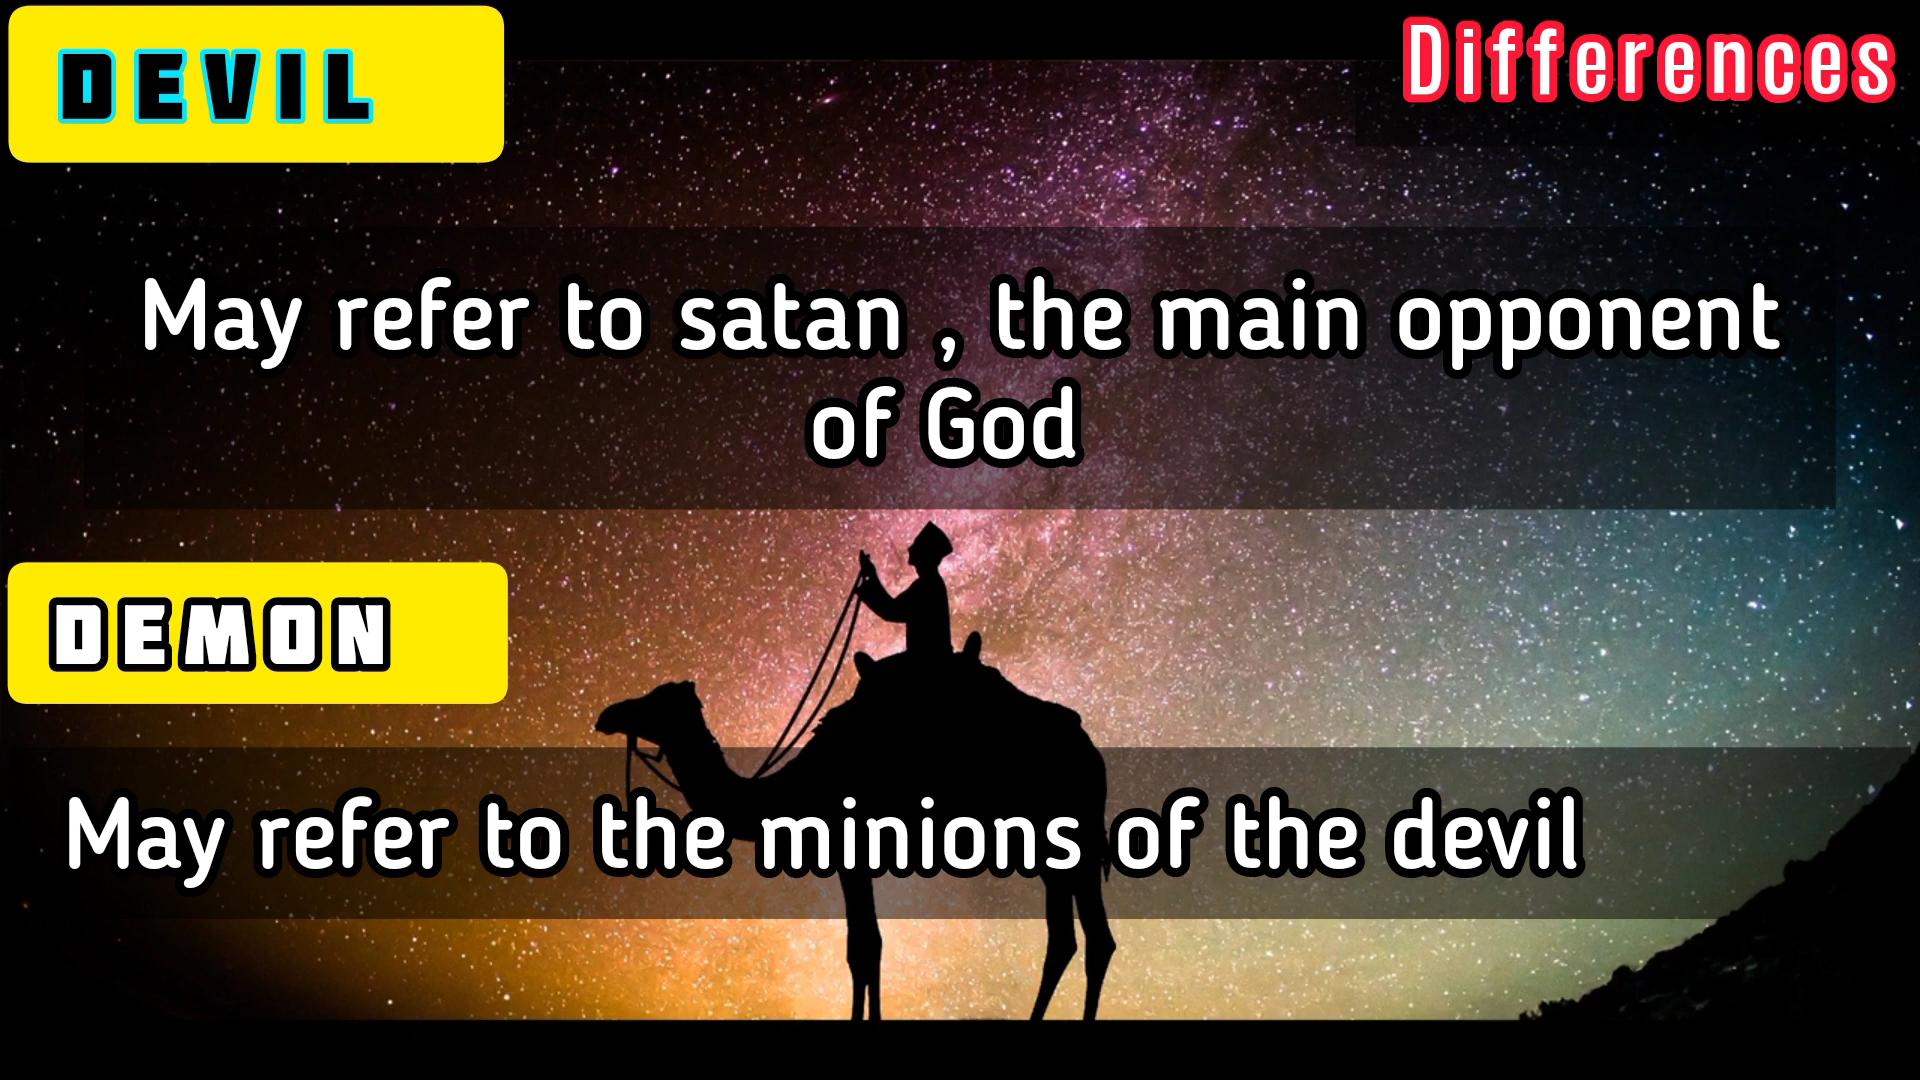 DEVIL
Differences
May refer to satan , the main opponent
of God
DEMON
May refer to the minions of the devil